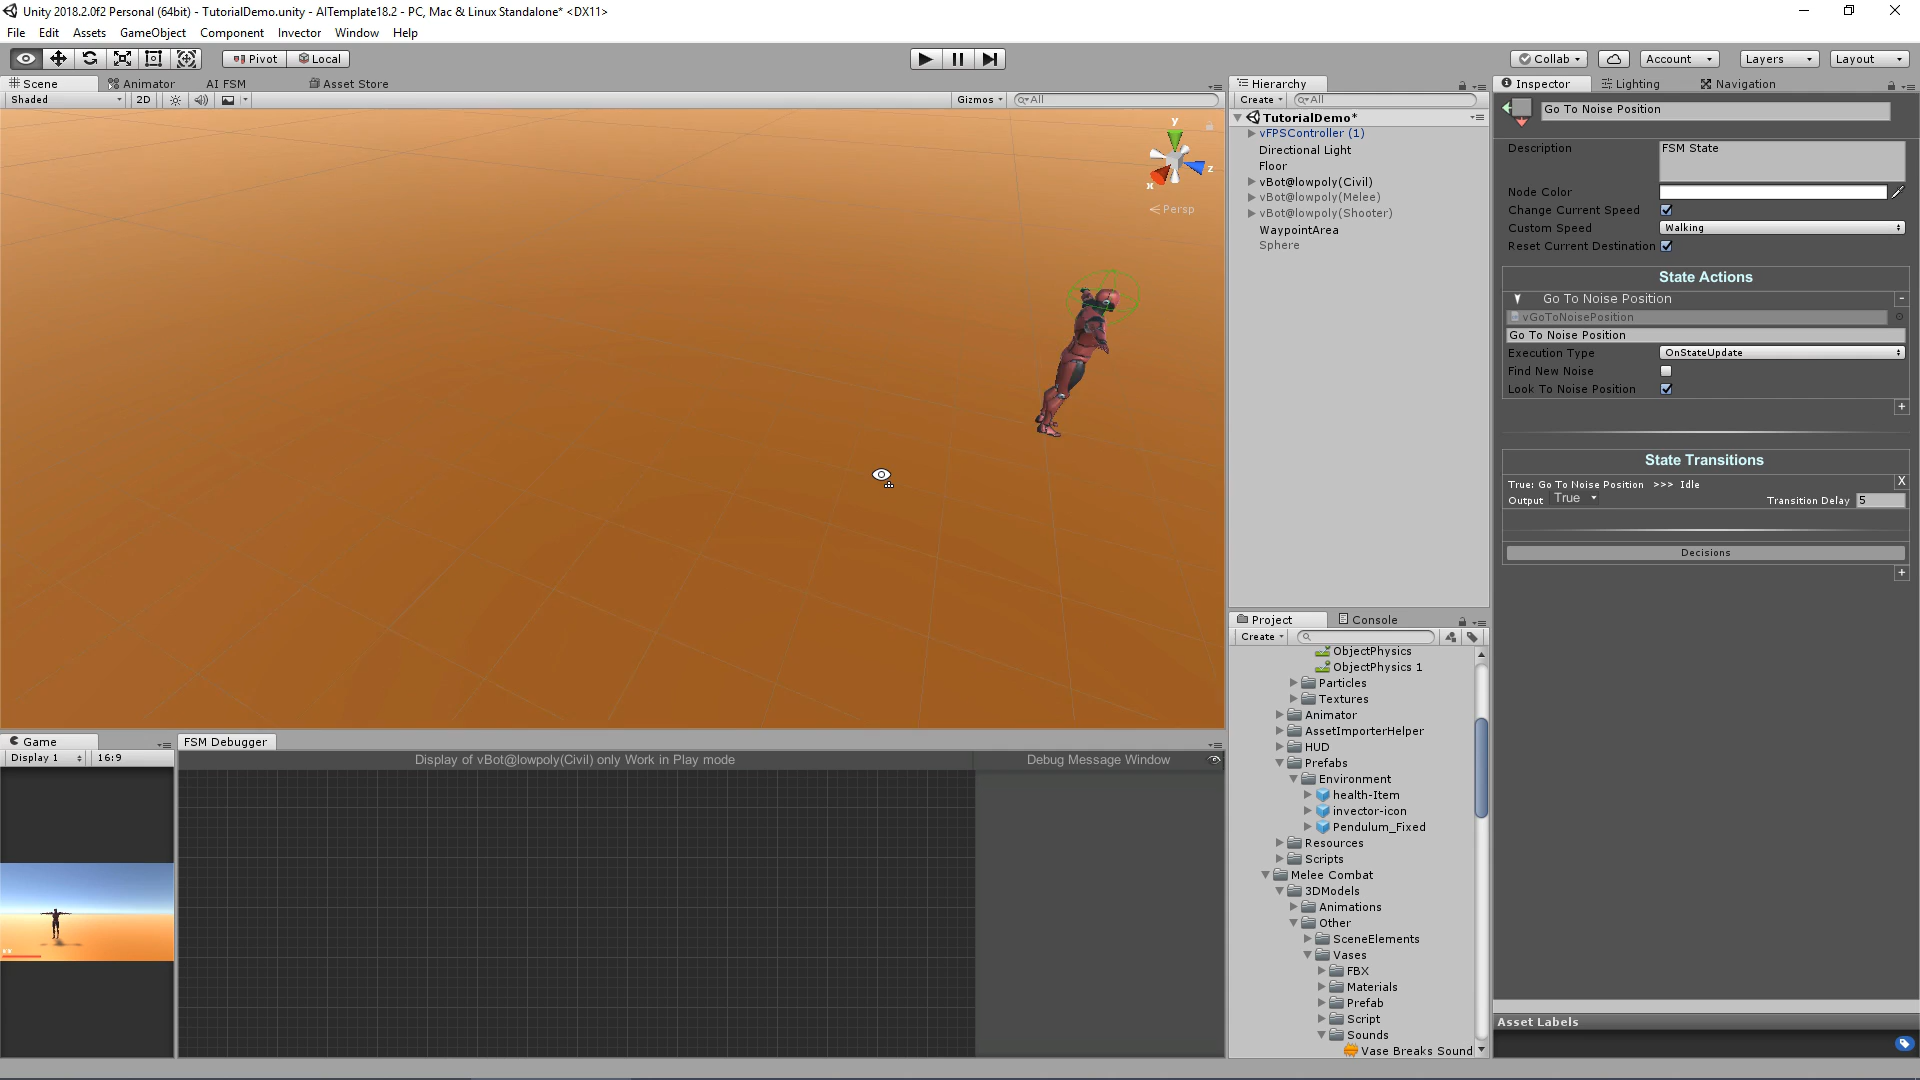 Unity 2018.2.0f2 Personal (64bit) - TutorialDemo.unity - AITemplate18.2 - PC, Mac & Linux Standalone* <DX11>
File Edit Assets GameObject Component Invector Window Help
Pivot Local
Collab Account Layers Layout
Scene Animator AI FSM Asset Store
Shaded 2D Gizmos All
y
z
x
Persp
Hierarchy
Create All
TutorialDemo*
vFPSController (1)
Directional Light
Floor
vBot@lowpoly(Civil)
vBot@lowpoly(Melee)
vBot@lowpoly(Shooter)
WaypointArea
Sphere
Inspector Lighting Navigation
Go To Noise Position
Description FSM State
Node Color
Change Current Speed
Custom Speed Walking
Reset Current Destination
State Actions
Go To Noise Position
vGoToNoisePosition
Go To Noise Position
Execution Type OnStateUpdate
Find New Noise
Look To Noise Position
State Transitions
True: Go To Noise Position >>> Idle X
Output True Transition Delay 5
Decisions
Asset Labels
Project Console
Create
ObjectPhysics
ObjectPhysics 1
Particles
Textures
Animator
AssetImporterHelper
HUD
Prefabs
Environment
health-Item
invector-icon
Pendulum_Fixed
Resources
Scripts
Melee Combat
3DModels
Animations
Other
SceneElements
Vases
FBX
Materials
Prefab
Script
Sounds
Vase Breaks Sound
Game
Display 1 16:9
FSM Debugger
Display of vBot@lowpoly(Civil) only Work in Play mode
Debug Message Window